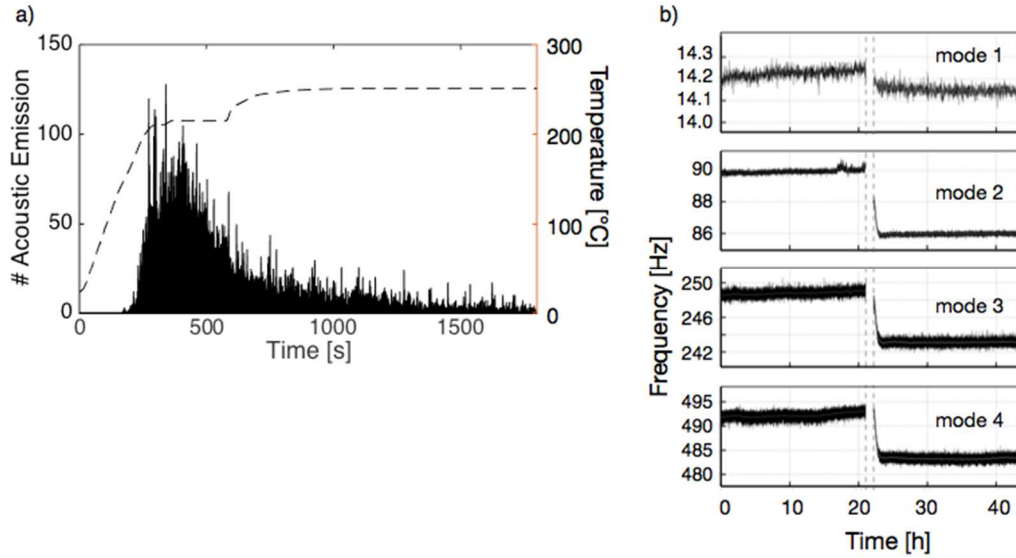 a)
150
100
50
0
# Acoustic Emission
300
200
100
0
Temperature [°C]
0 500 1000 1500
Time [s]
b)
14.3
14.2
14.1
14.0
mode 1
90
86
mode 2
250
246
242
mode 3
495
490
485
480
mode 4
Frequency [Hz]
0 10 20 30 40
Time [h]